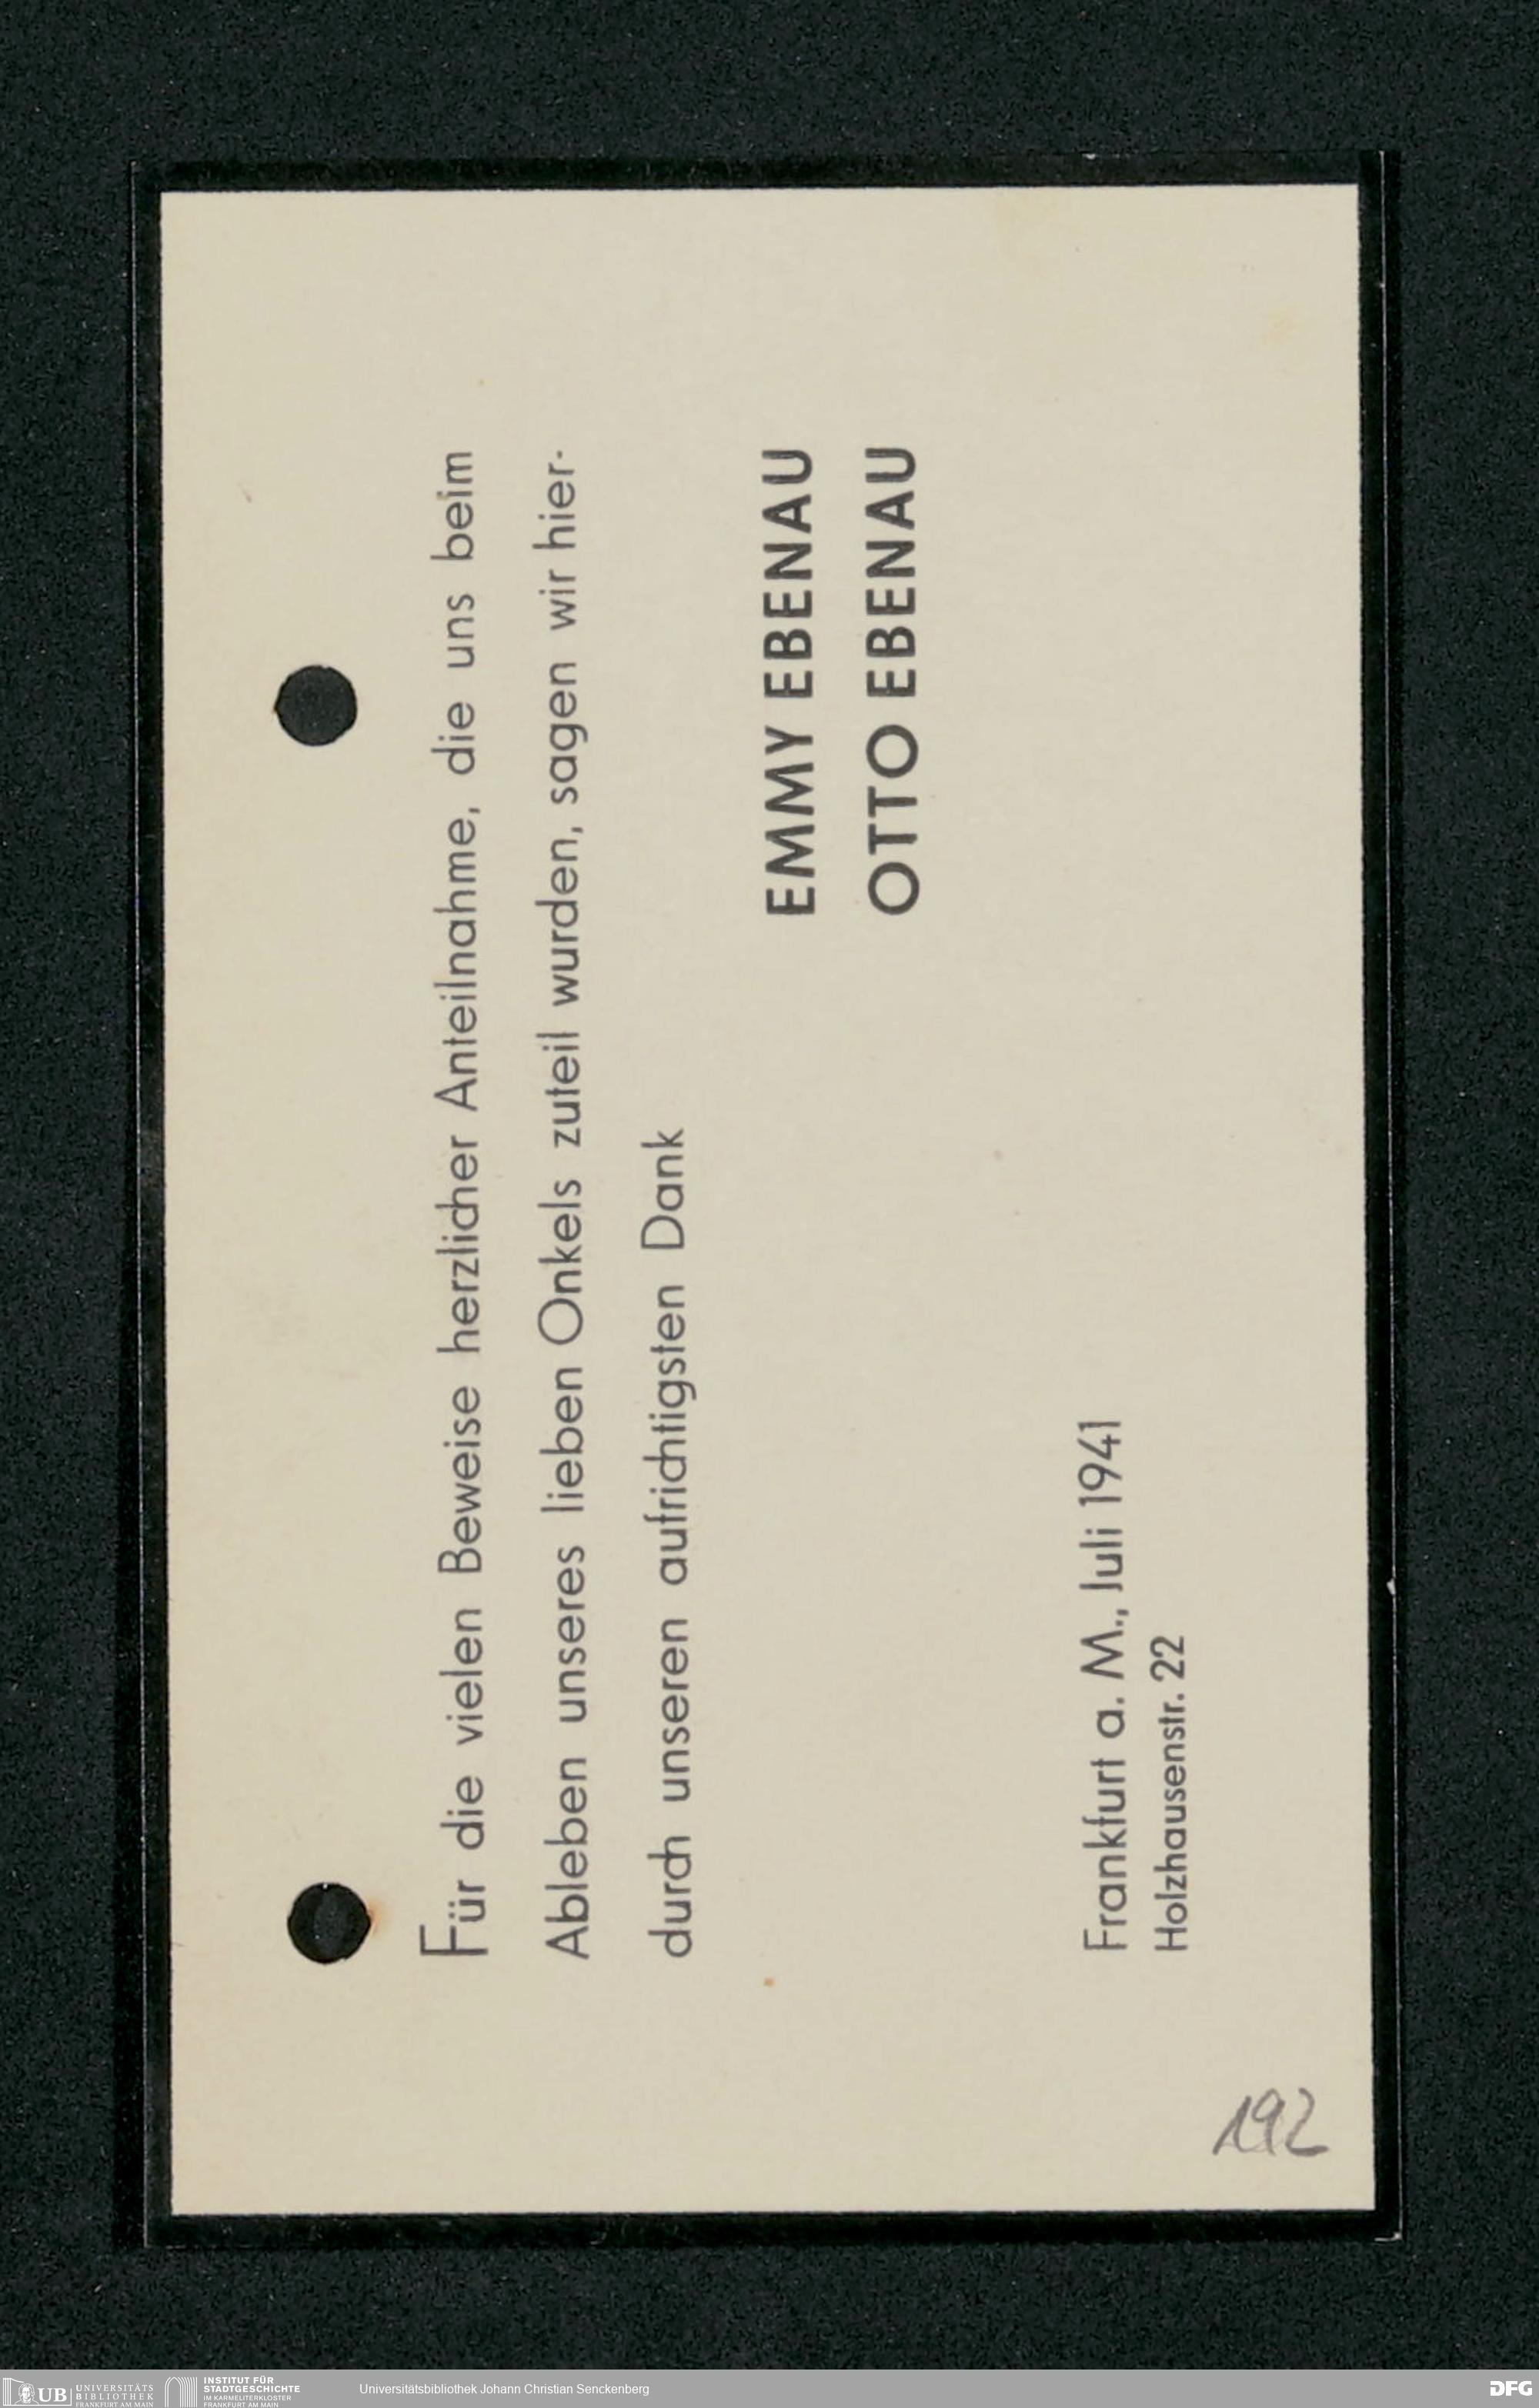 Für die vielen Beweise herzlicher Anteilnahme, die uns beim
Ableben unseres lieben Onkels zuteil wurden, sagen wir hier-
durch unseren aufrichtigsten Dank
EMMY EBENAU
OTTO EBENAU
Frankfurt a. M., Juli 1941
Holzhausenstr. 22
192
UB
UNIVERSITÄTS
BIBLIOTHEK
FRANKFURT AM MAIN
INSTITUT FÜR
STADTGESCHICHTE
IM KARMELITERKLOSTER
FRANKFURT AM MAIN
Universitätsbibliothek Johann Christian Senckenberg
DFG